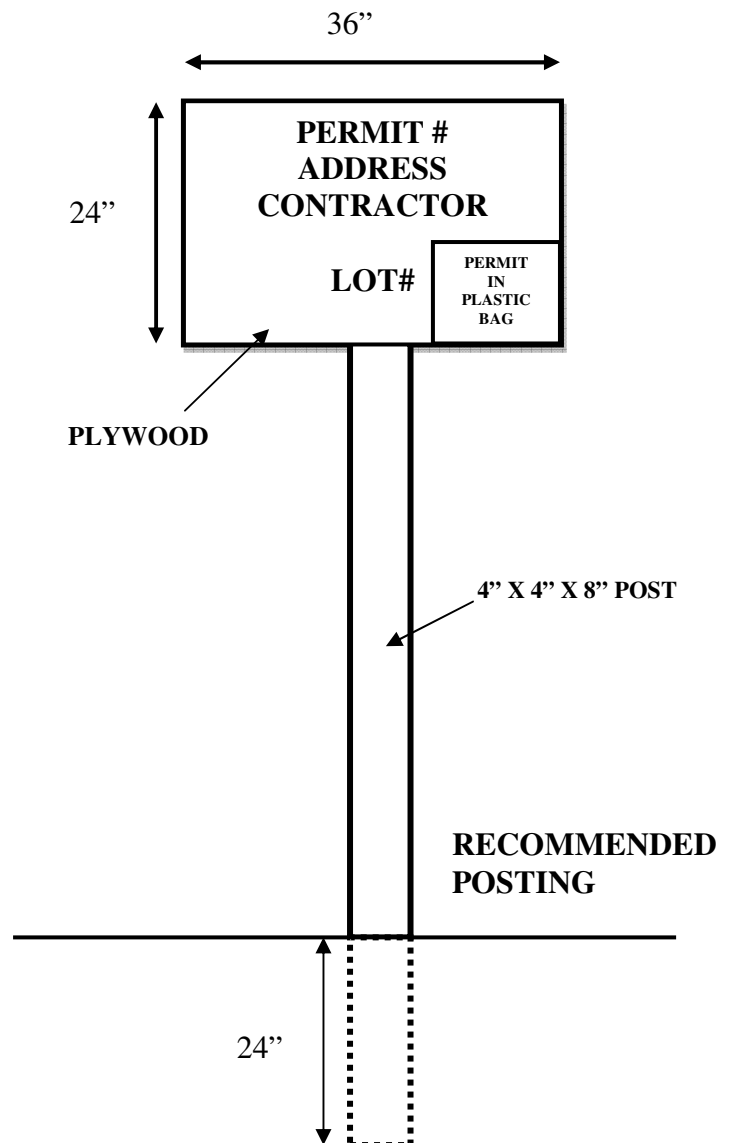 36”
24”
PERMIT #
ADDRESS
CONTRACTOR
LOT#
PERMIT
IN
PLASTIC
BAG
PLYWOOD
4” X 4” X 8” POST
RECOMMENDED
POSTING
24”